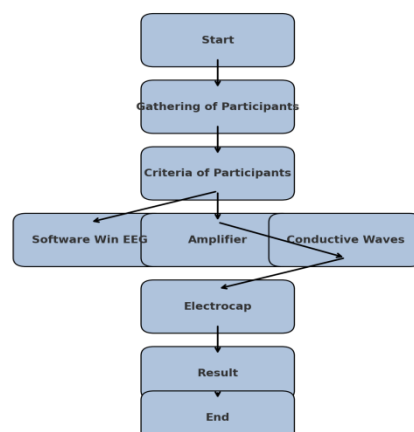 Start
Gathering of Participants
Criteria of Participants
Software Win EEG
Amplifier
Conductive Waves
Electrocap
Result
End